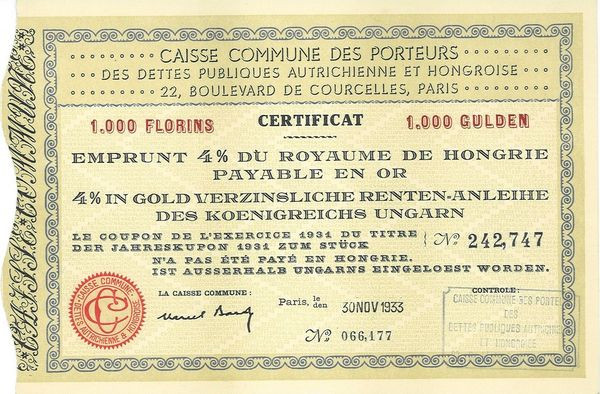 CAISSE COMMUNE DES PORTEURS
DES DETTES PUBLIQUES AUTRICHIENNE ET HONGROISE
22, BOULEVARD DE COURCELLES, PARIS
1.000 FLORINS CERTIFICAT 1.000 GULDEN
EMPRUNT 4% DU ROYAUME DE HONGRIE
PAYABLE EN OR
4% IN GOLD VERZINSLICHE RENTEN-ANLEIHE
DES KOENIGREICHS UNGARN
LE COUPON DE L'EXERCICE 1931 DU TITRE
DER JAHRESKUPON 1931 ZUM STÜCK
No 242,747
N'A PAS ÉTÉ PAYÉ EN HONGRIE.
IST AUSSERHALB UNGARNS EINGELOEST WORDEN.
LA CAISSE COMMUNE:
Paris, le
den
30 NOV 1933
CONTROLE:
No 066,177
CAISSE COMMUNE
DETTES AUTRICHIENNE & HONGROISE
CC
CAISSE COMMUNE DES PORTE
DES
DETTES PUBLIQUES AUTRICHIENNE
ET HONGROISE